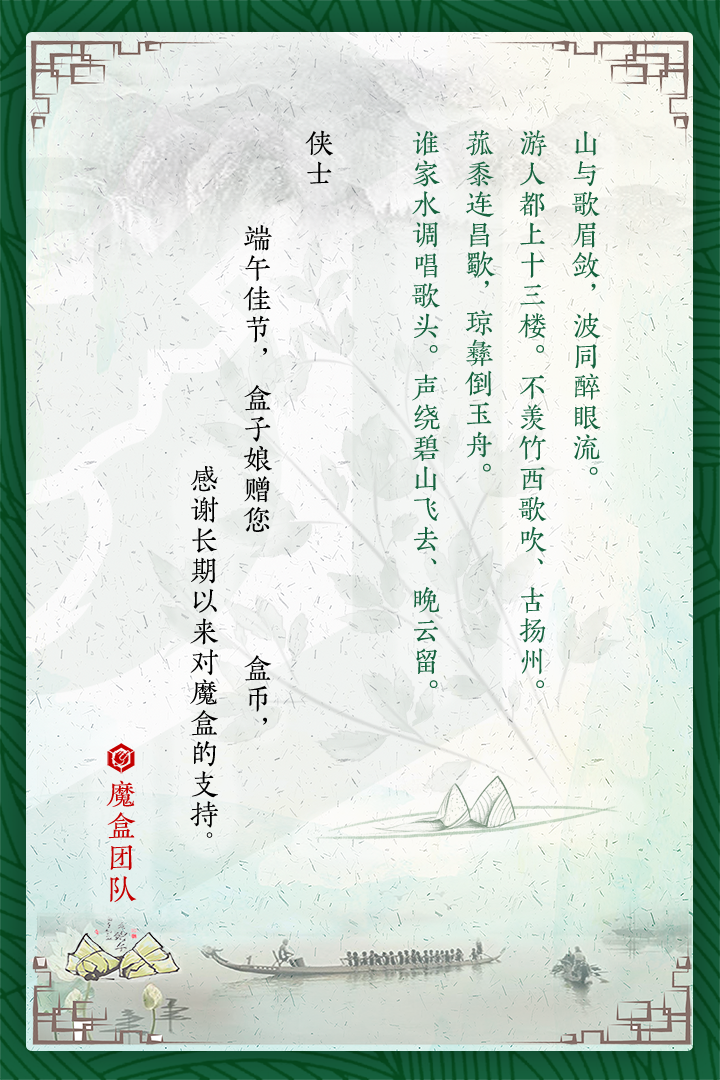 山与歌眉敛，波同醉眼流。
游人都上十三楼。不羡竹西歌吹、古扬州。
菰黍连昌歜，琼彝倒玉舟。
谁家水调唱歌头。声绕碧山飞去、晚云留。
侠士
端午佳节，盒子娘赠您 盒币，
感谢长期以来对魔盒的支持。
魔盒团队